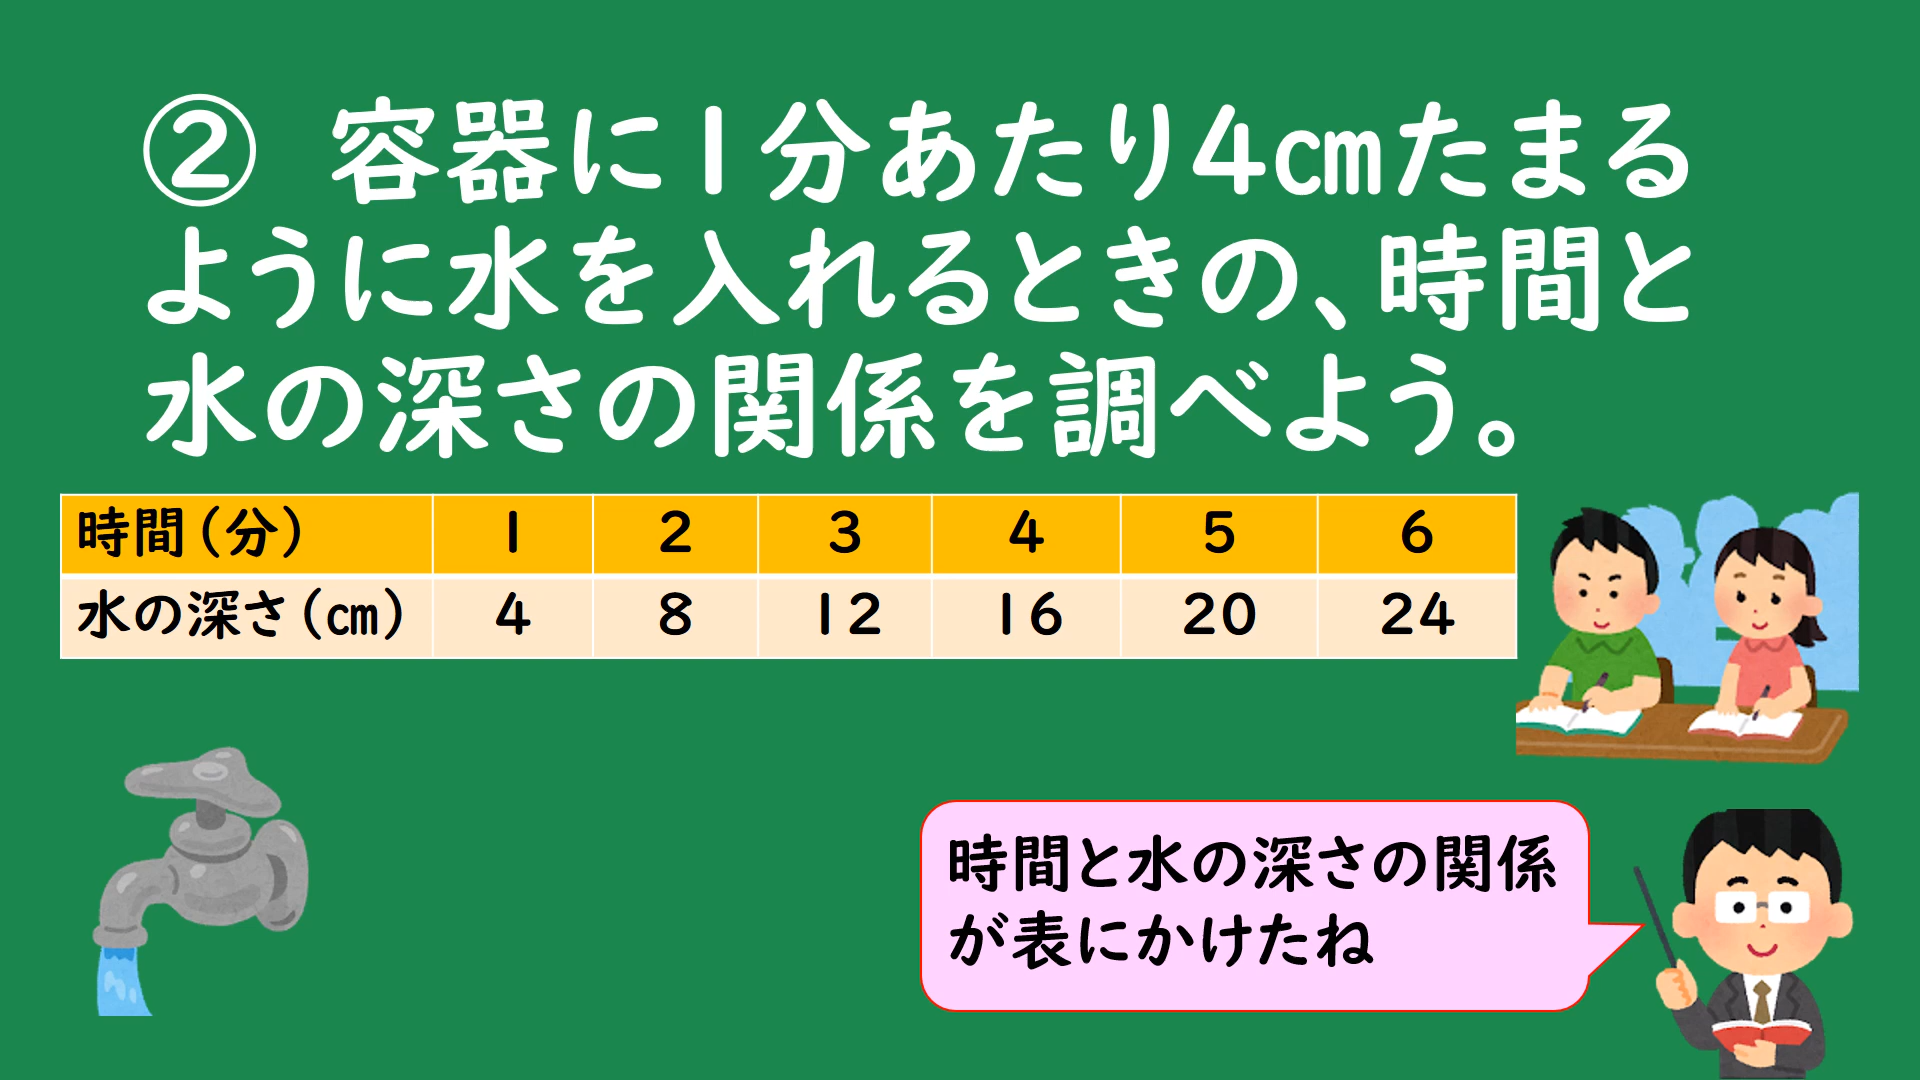 ② 容器に1分あたり4㎝たまる
ように水を入れるときの、時間と
水の深さの関係を調べよう。
時間(分) 1 2 3 4 5 6
水の深さ(㎝) 4 8 12 16 20 24
時間と水の深さの関係
が表にかけたね